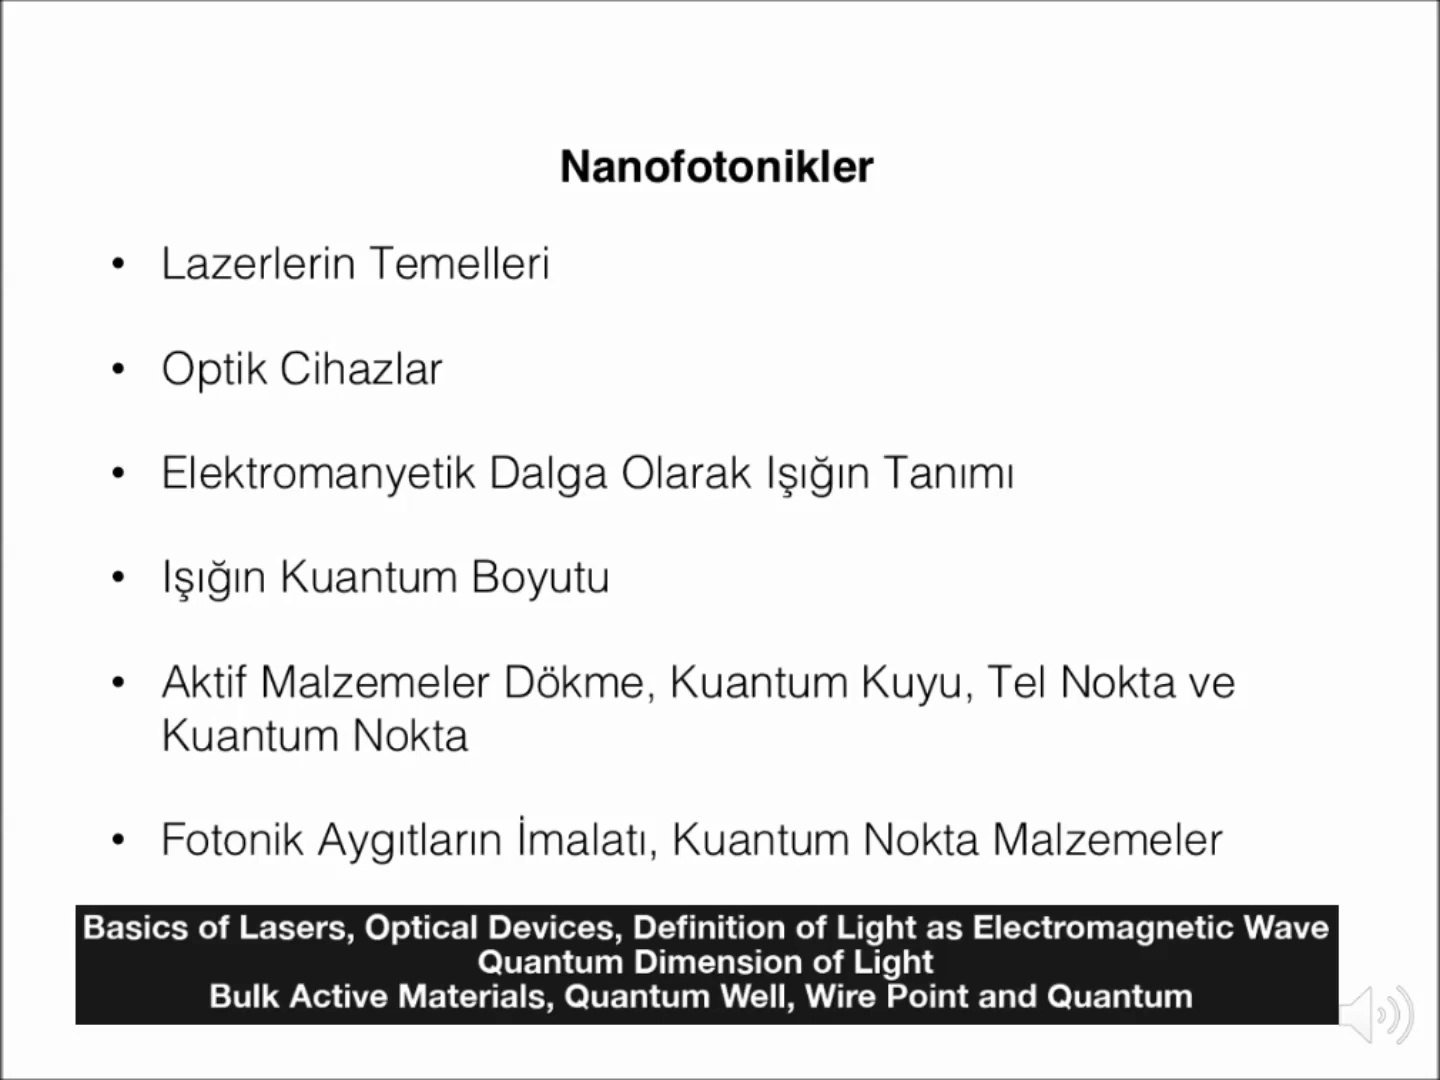 Nanofotonikler
• Lazerlerin Temelleri
• Optik Cihazlar
• Elektromanyetik Dalga Olarak Işığın Tanımı
• Işığın Kuantum Boyutu
• Aktif Malzemeler Dökme, Kuantum Kuyu, Tel Nokta ve
Kuantum Nokta
• Fotonik Aygıtların İmalatı, Kuantum Nokta Malzemeler
Basics of Lasers, Optical Devices, Definition of Light as Electromagnetic Wave
Quantum Dimension of Light
Bulk Active Materials, Quantum Well, Wire Point and Quantum